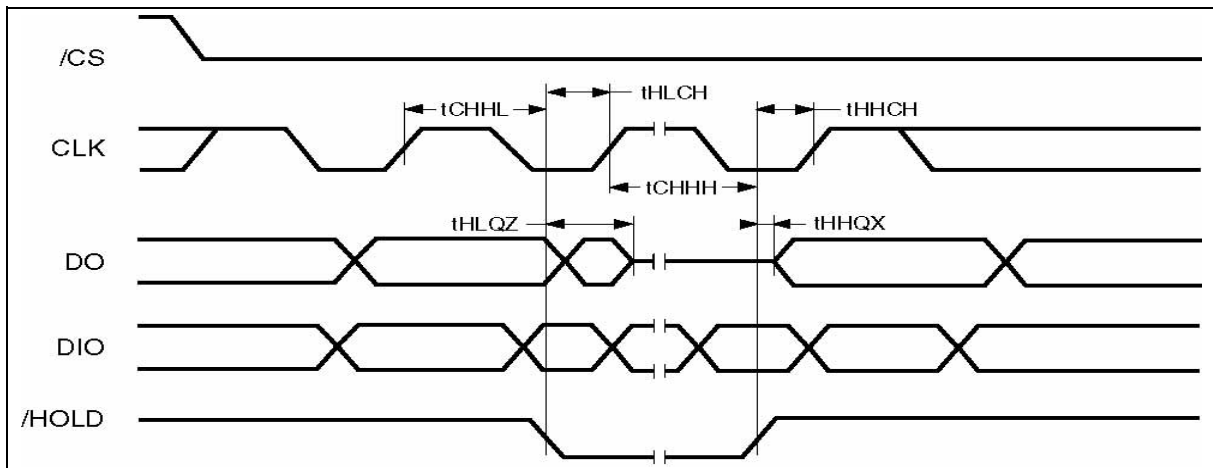 /CS
tHLCH
tHHCH
tCHHL
CLK
tCHHH
tHLQZ
tHHQX
DO
DIO
/HOLD